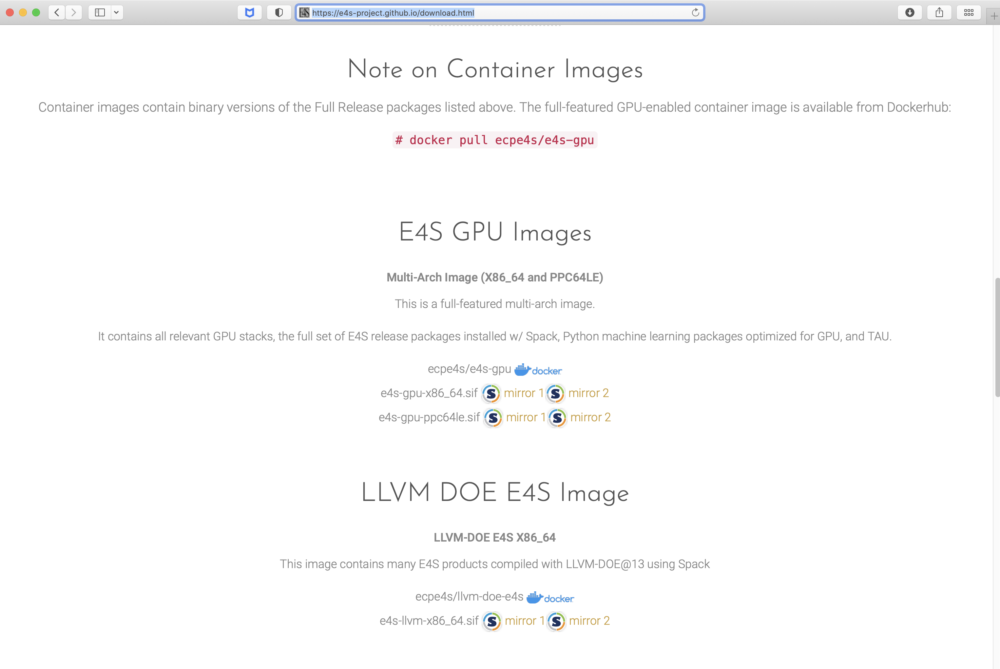 E4S https://e4s-project.github.io/download.html
Note on Container Images
Container images contain binary versions of the Full Release packages listed above. The full-featured GPU-enabled container image is available from Dockerhub:
# docker pull ecpe4s/e4s-gpu
E4S GPU Images
Multi-Arch Image (X86_64 and PPC64LE)
This is a full-featured multi-arch image.
It contains all relevant GPU stacks, the full set of E4S release packages installed w/ Spack, Python machine learning packages optimized for GPU, and TAU.
ecpe4s/e4s-gpu docker
e4s-gpu-x86_64.sif S mirror 1 S mirror 2
e4s-gpu-ppc64le.sif S mirror 1 S mirror 2
LLVM DOE E4S Image
LLVM-DOE E4S X86_64
This image contains many E4S products compiled with LLVM-DOE@13 using Spack
ecpe4s/llvm-doe-e4s docker
e4s-llvm-x86_64.sif S mirror 1 S mirror 2